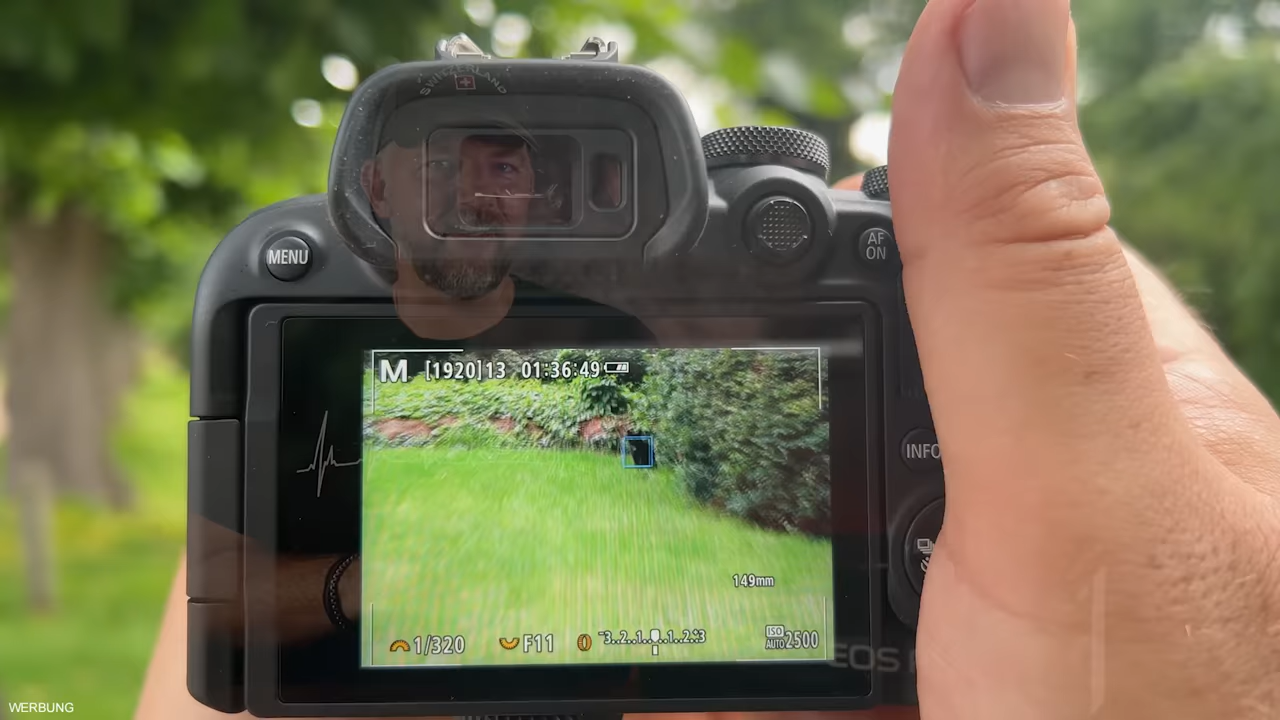 SWITZERLAND
MENU
AF
ON
M [1920]13 01:36:49
INFO
149mm
1/320 F11 -3..2..1..0..1..2..+3 ISO AUTO 2500
EOS R
WERBUNG